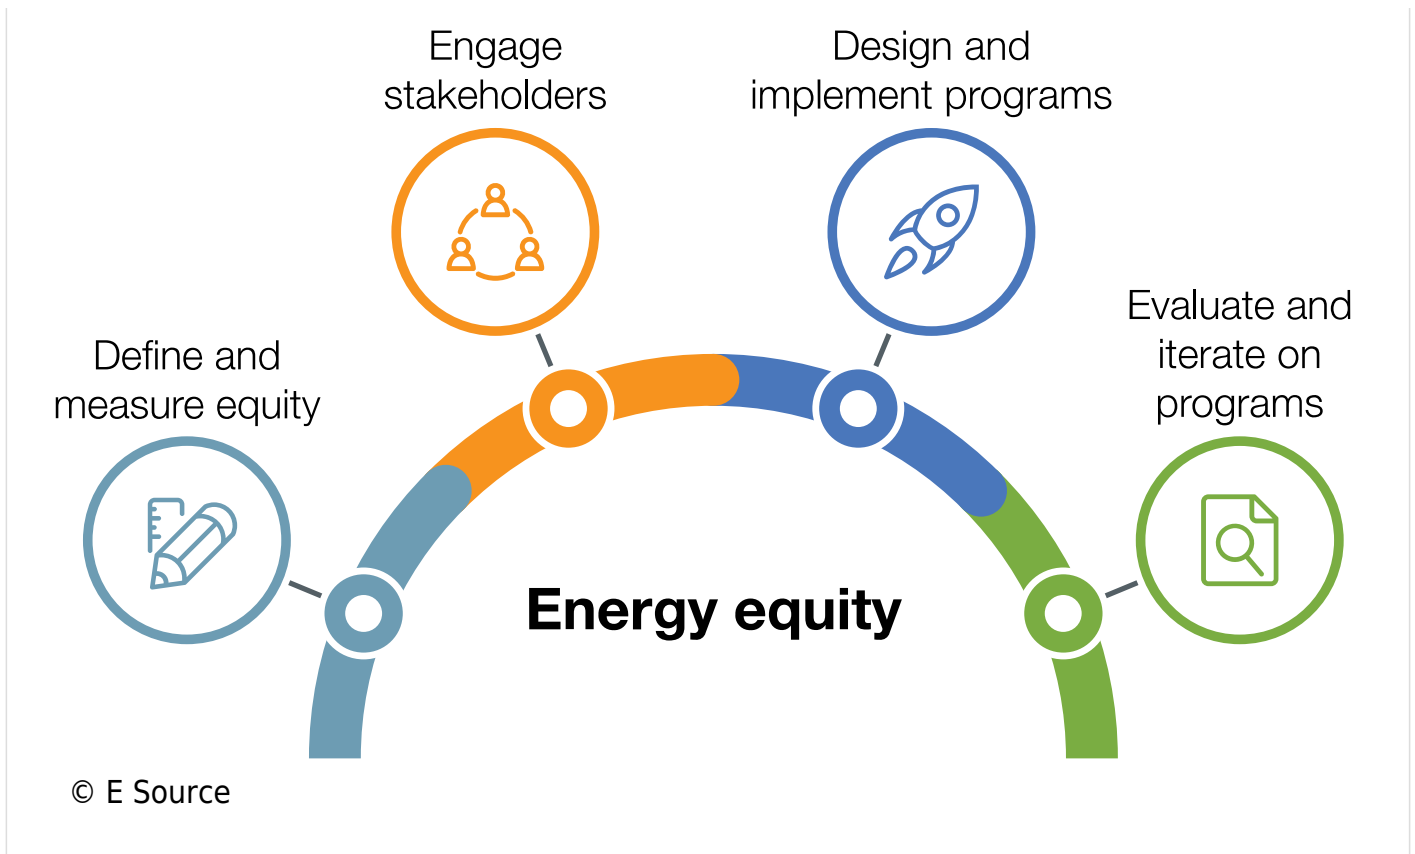 Engage
stakeholders
Design and
implement programs
Define and
measure equity
Evaluate and
iterate on
programs
Energy equity
© E Source